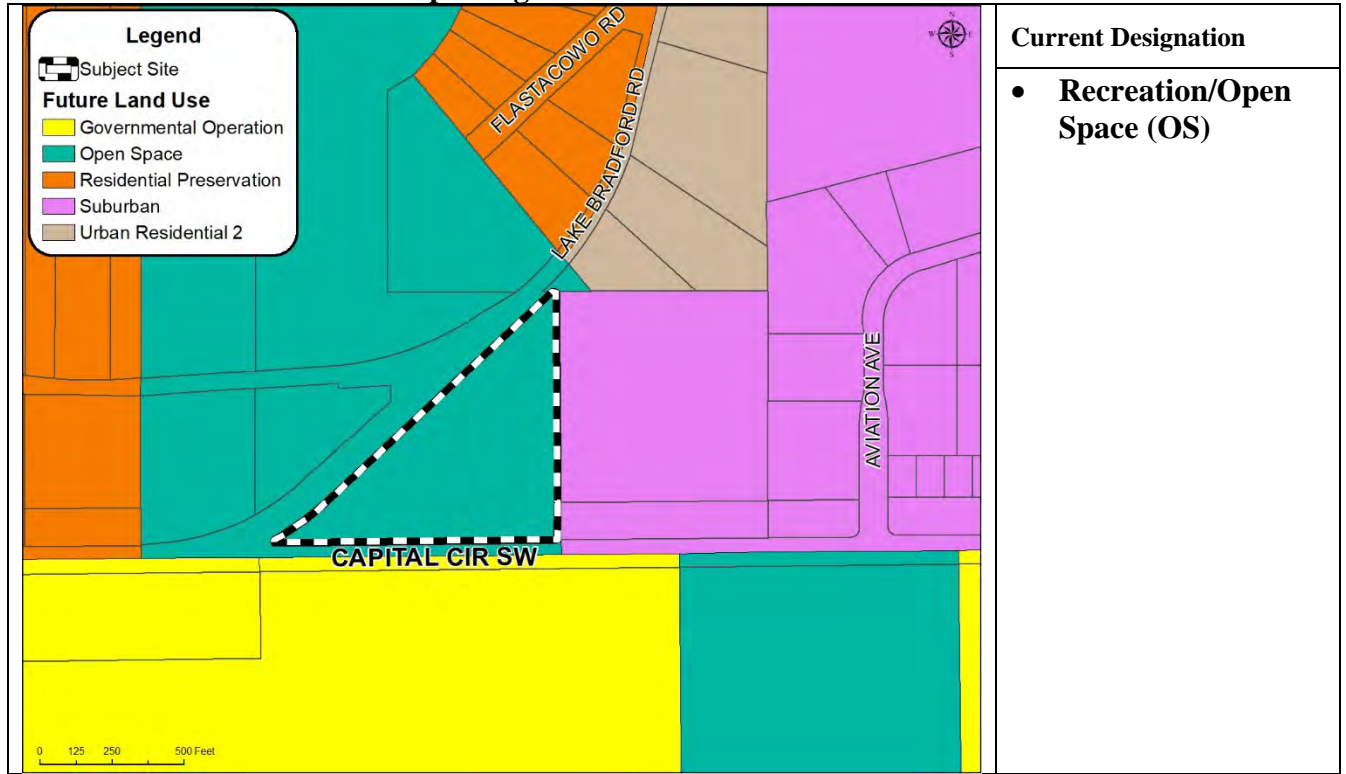 Legend
Subject Site
Future Land Use
Governmental Operation
Open Space
Residential Preservation
Suburban
Urban Residential 2
FLASTACOWO RD
LAKE BRADFORD RD
AVIATION AVE
CAPITAL CIR SW
N
W E
S
0 125 250 500 Feet
Current Designation
• Recreation/Open
Space (OS)